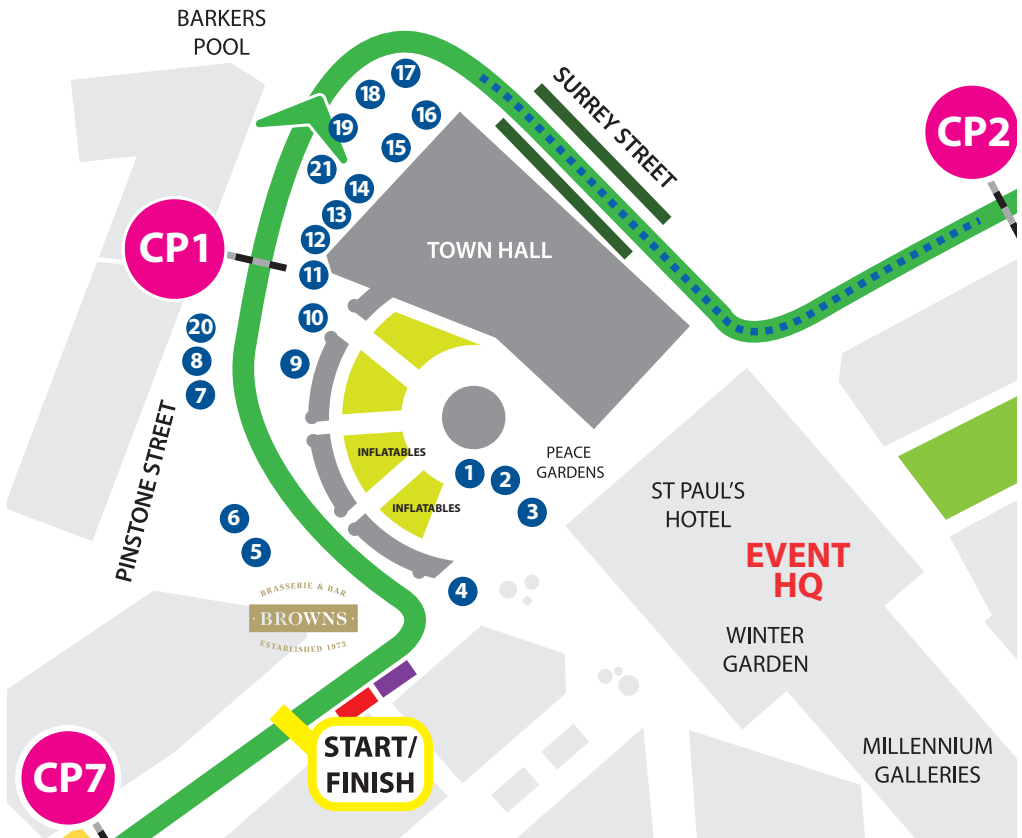 BARKERS
POOL
17
18
16
19
15
21
14
13
12
11
10
9
20
8
7
6
5
1
2
3
4
SURREY STREET
CP2
CP1
TOWN HALL
PINSTONE STREET
INFLATABLES
INFLATABLES
PEACE
GARDENS
ST PAUL'S
HOTEL
EVENT
HQ
WINTER
GARDEN
MILLENNIUM
GALLERIES
BRASSERIE & BAR
· BROWNS ·
ESTABLISHED 1973
START/
FINISH
CP7